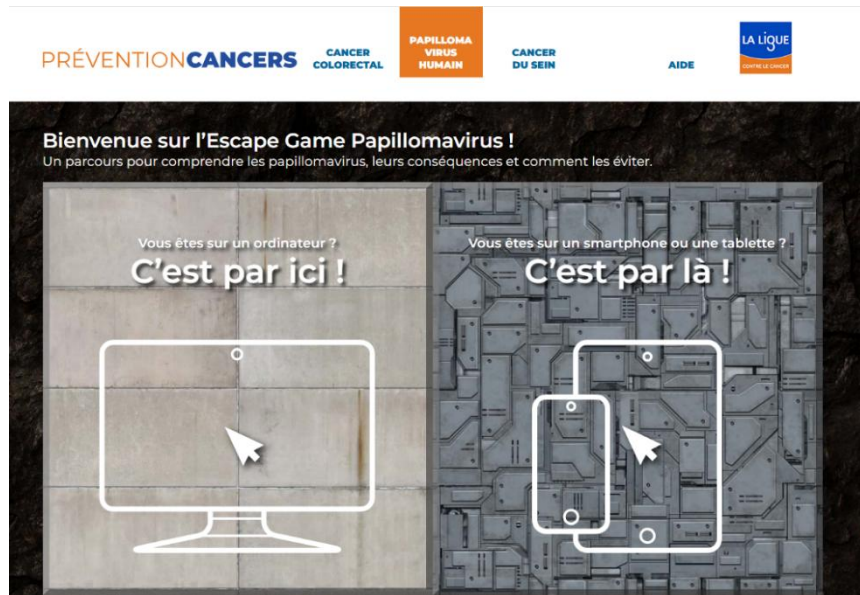 PRÉVENTIONCANCERS
CANCER
COLORECTAL
PAPILLOMA
VIRUS
HUMAIN
CANCER
DU SEIN
AIDE
LA LIGUE
CONTRE LE CANCER
Bienvenue sur l’Escape Game Papillomavirus !
Un parcours pour comprendre les papillomavirus, leurs conséquences et comment les éviter.
Vous êtes sur un ordinateur ?
C’est par ici !
Vous êtes sur un smartphone ou une tablette ?
C’est par là !